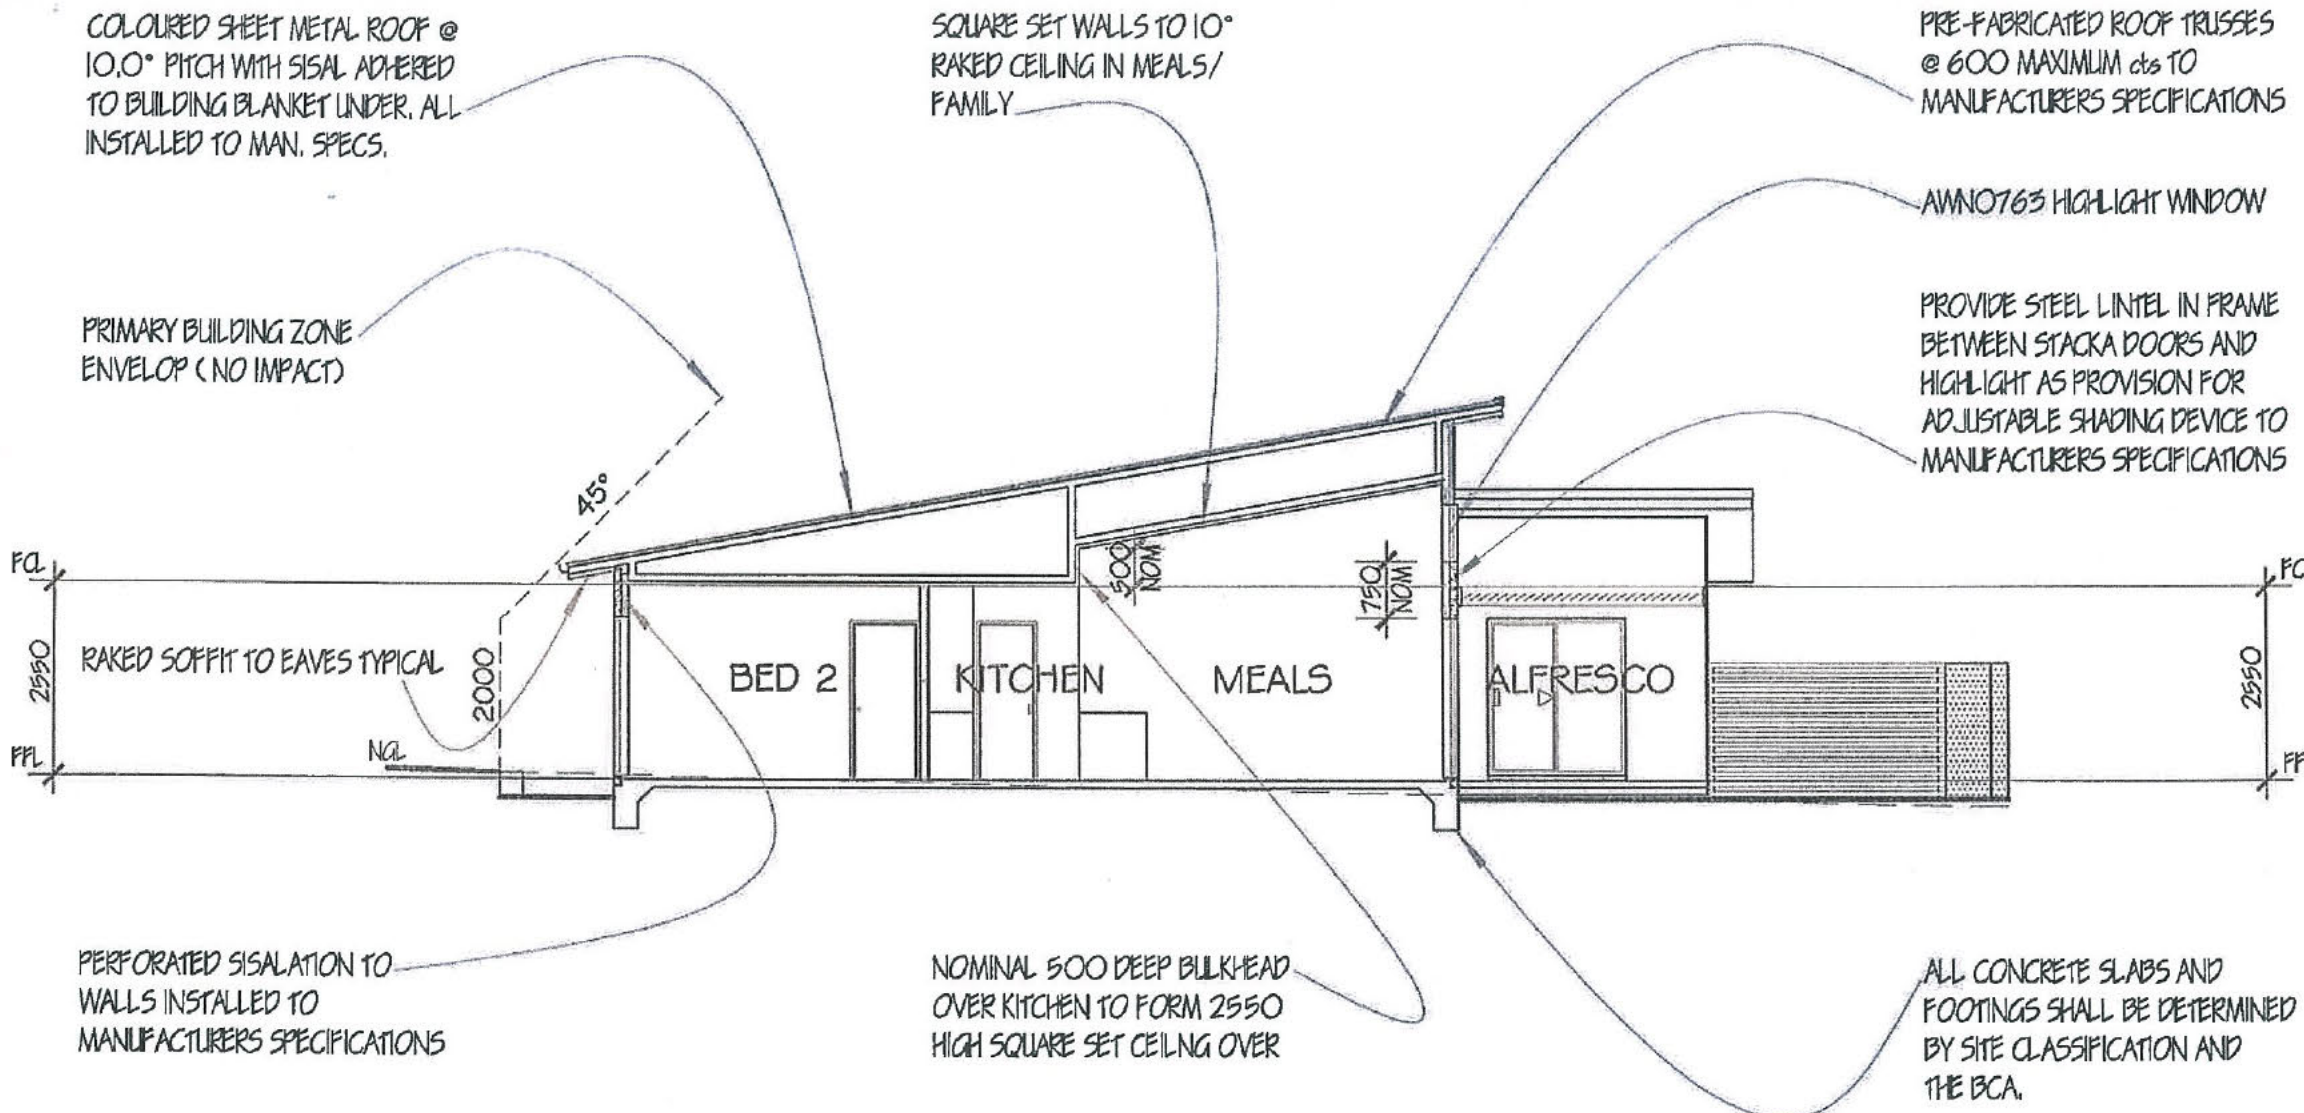 COLOURED SHEET METAL ROOF @
10.0° PITCH WITH SISAL ADHERED
TO BUILDING BLANKET UNDER. ALL
INSTALLED TO MAN. SPECS.
SQUARE SET WALLS TO 10°
RAKED CEILING IN MEALS/
FAMILY
PRE-FABRICATED ROOF TRUSSES
@ 600 MAXIMUM cts TO
MANUFACTURERS SPECIFICATIONS
AWN0763 HIGHLIGHT WINDOW
PRIMARY BUILDING ZONE
ENVELOP (NO IMPACT)
PROVIDE STEEL LINTEL IN FRAME
BETWEEN STACKA DOORS AND
HIGHLIGHT AS PROVISION FOR
ADJUSTABLE SHADING DEVICE TO
MANUFACTURERS SPECIFICATIONS
45°
FCL
500
NOM
750
NOM
FC
2550
RAKED SOFFIT TO EAVES TYPICAL
2000
BED 2
KITCHEN
MEALS
ALFRESCO
2550
NGL
FFL
FF
PERFORATED SISALATION TO
WALLS INSTALLED TO
MANUFACTURERS SPECIFICATIONS
NOMINAL 500 DEEP BULKHEAD
OVER KITCHEN TO FORM 2550
HIGH SQUARE SET CEILNG OVER
ALL CONCRETE SLABS AND
FOOTINGS SHALL BE DETERMINED
BY SITE CLASSIFICATION AND
THE BCA.